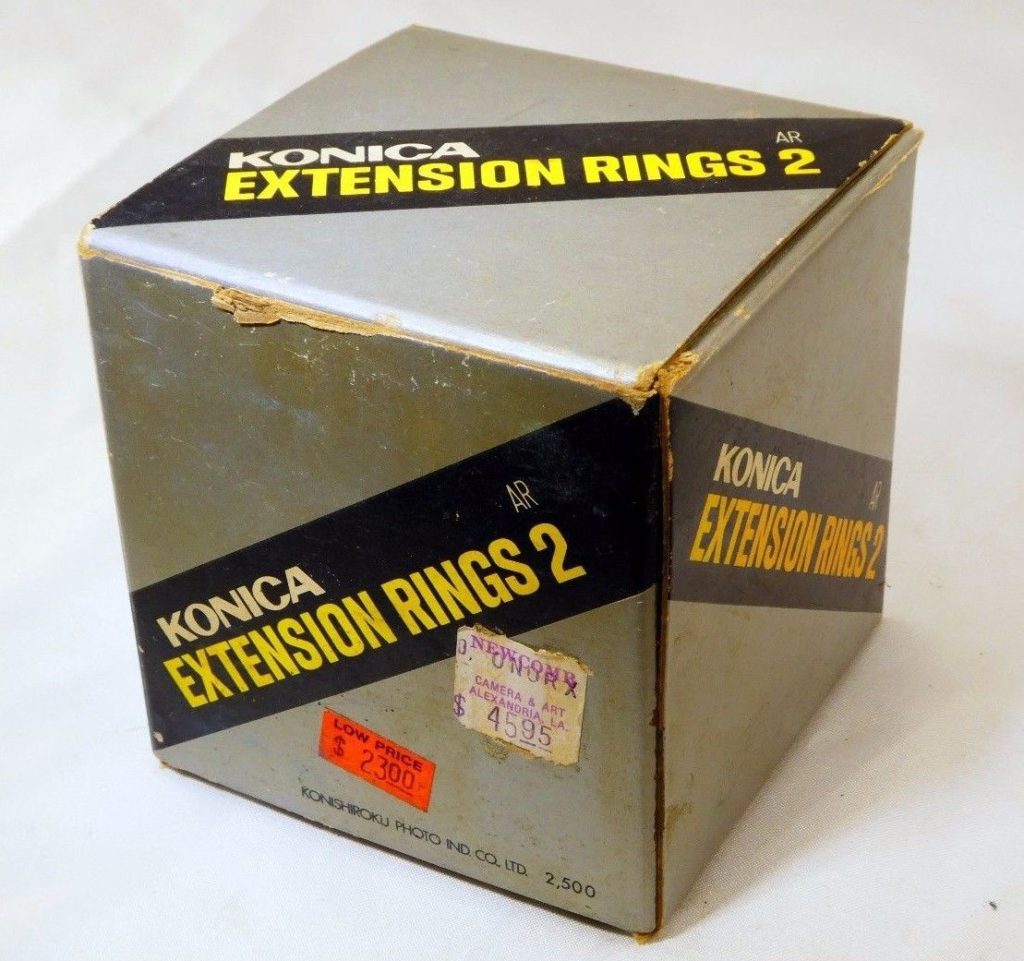 KONICA
AR
EXTENSION RINGS 2
KONICA
AR
EXTENSION RINGS 2
KONICA
AR
EXTENSION RINGS 2
NEWCOMB
CAMERA & ART
ALEXANDRIA, LA.
$ 4595
LOW PRICE
$ 2300
KONISHIROKU PHOTO IND. CO., LTD. 2,500